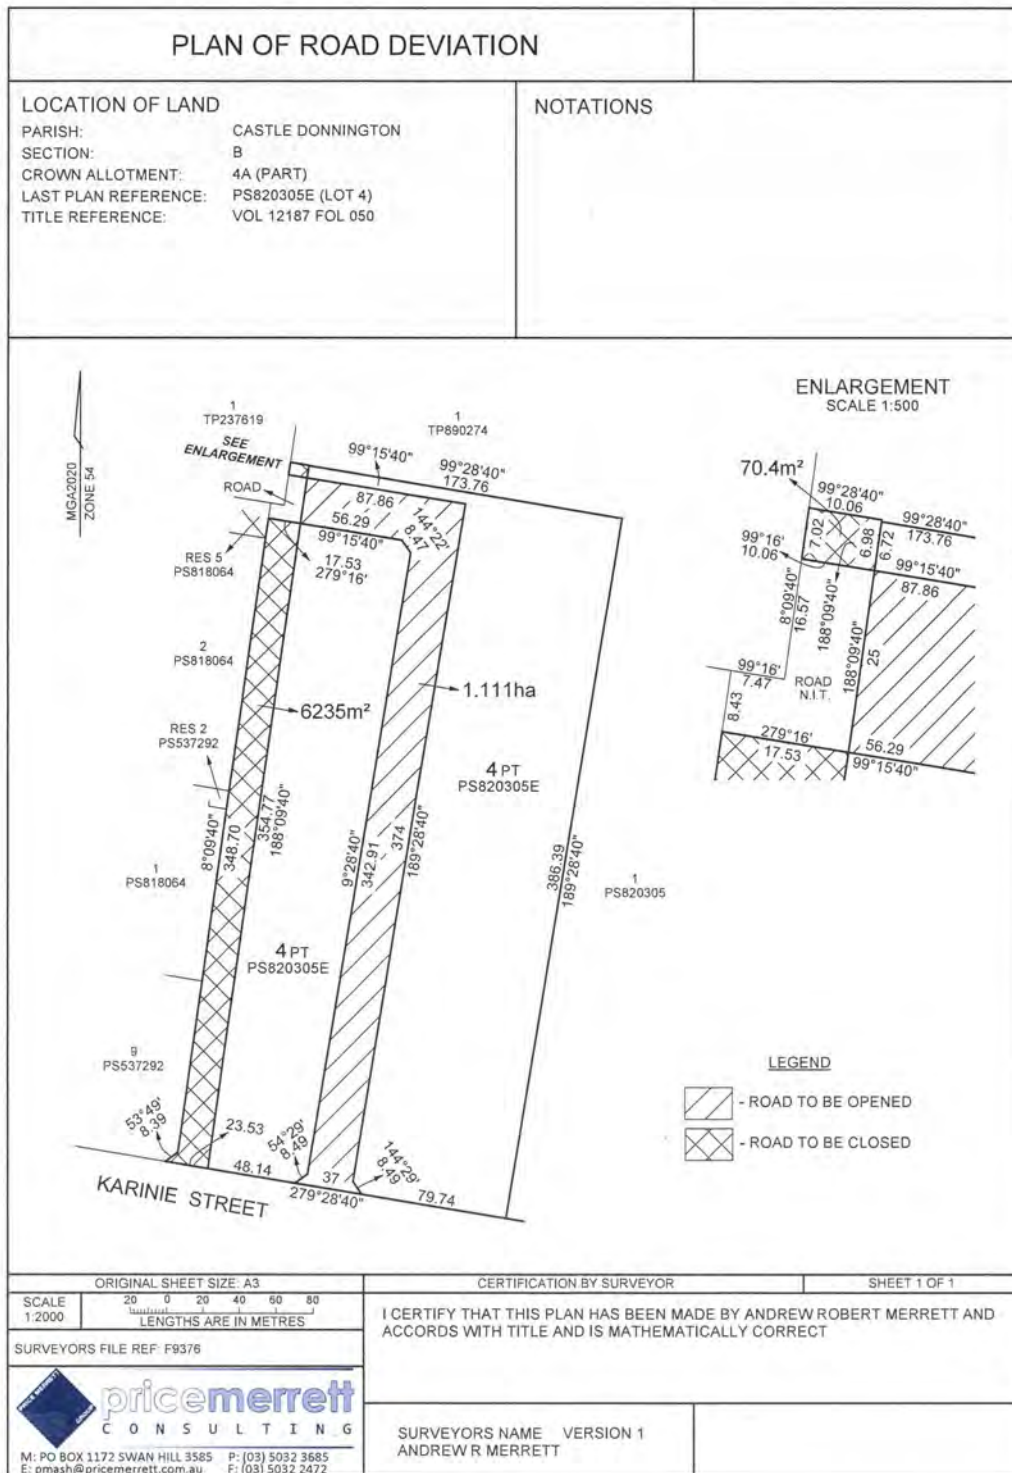 PLAN OF ROAD DEVIATION
LOCATION OF LAND
PARISH: CASTLE DONNINGTON
SECTION: B
CROWN ALLOTMENT: 4A (PART)
LAST PLAN REFERENCE: PS820305E (LOT 4)
TITLE REFERENCE: VOL 12187 FOL 050
NOTATIONS
MGA2020
ZONE 54
1
TP237619
SEE
ENLARGEMENT
ROAD
1
TP890274
99°15'40"
99°28'40"
173.76
87.86
56.29
99°15'40"
144°22'
8.47
17.53
279°16'
RES 5
PS818064
2
PS818064
6235m²
1.111ha
RES 2
PS537292
4 PT
PS820305E
8°09'40"
348.70
354.77
188°09'40"
9°28'40"
342.91
374
189°28'40"
386.39
189°28'40"
1
PS820305
1
PS818064
4 PT
PS820305E
9
PS537292
53°49'
8.39
23.53
48.14
54°29'
8.49
37
279°28'40"
144°29'
8.49
79.74
KARINIE STREET
ENLARGEMENT
SCALE 1:500
70.4m²
99°28'40"
10.06
99°28'40"
173.76
7.02
6.98
6.72
99°16'
10.06
99°15'40"
87.86
8°09'40"
16.57
188°09'40"
188°09'40"
25
99°16'
7.47
ROAD
N.I.T.
8.43
279°16'
17.53
56.29
99°15'40"
LEGEND
- ROAD TO BE OPENED
- ROAD TO BE CLOSED
ORIGINAL SHEET SIZE: A3
CERTIFICATION BY SURVEYOR
SHEET 1 OF 1
SCALE
1:2000
20 0 20 40 60 80
LENGTHS ARE IN METRES
I CERTIFY THAT THIS PLAN HAS BEEN MADE BY ANDREW ROBERT MERRETT AND
ACCORDS WITH TITLE AND IS MATHEMATICALLY CORRECT
SURVEYORS FILE REF: F9376
PRICE MERRETT
GROUP
pricemerrett
CONSULTING
M: PO BOX 1172 SWAN HILL 3585 P: (03) 5032 3685
E: pmash@pricemerrett.com.au F: (03) 5032 2472
SURVEYORS NAME VERSION 1
ANDREW R MERRETT